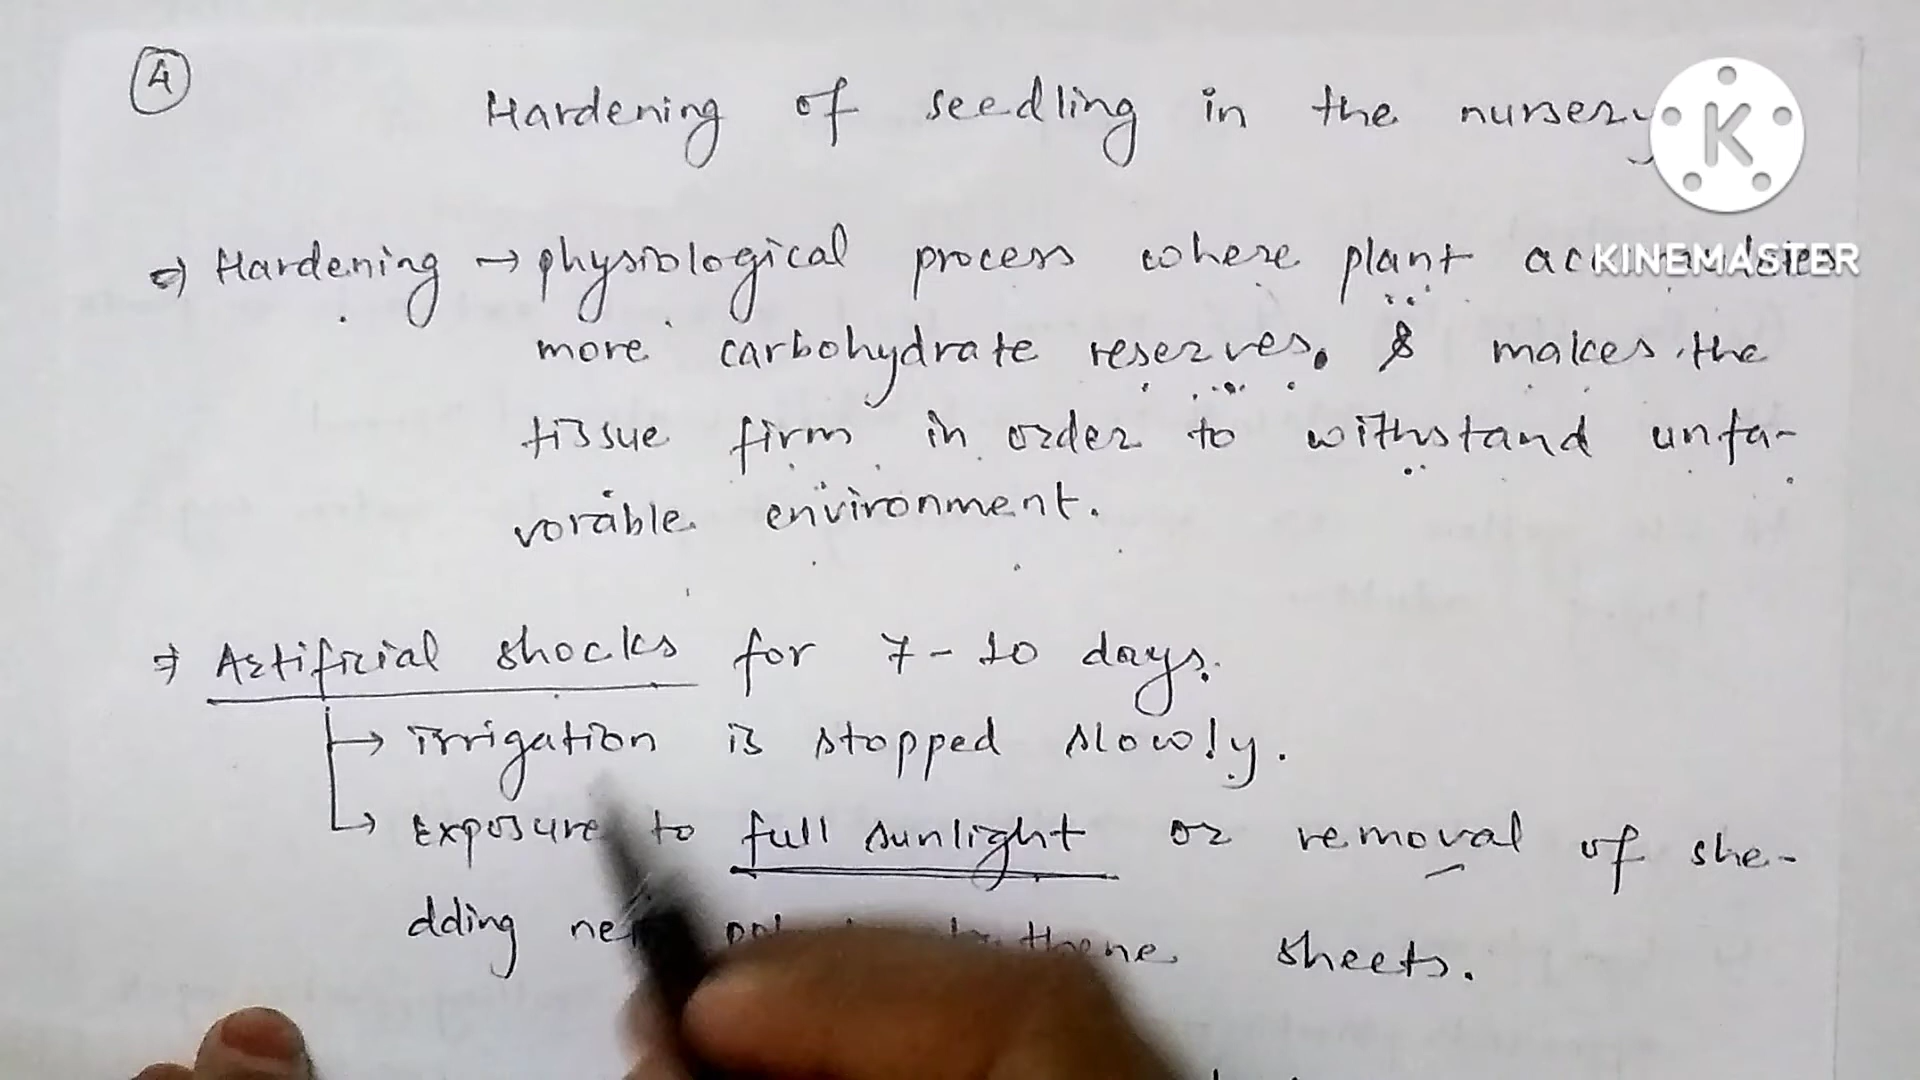 4
Hardening of seedling in the nursery
K
⇒ Hardening → physiological process where plant
KINEMASTER
more carbohydrate reserves. & makes the
tissue firm in order to withstand unfa-
vorable environment.
⇒ Artificial shocks for 7-10 days.
→ irrigation is stopped slowly.
→ Exposure to full sunlight or removal of she-
dding sheets.